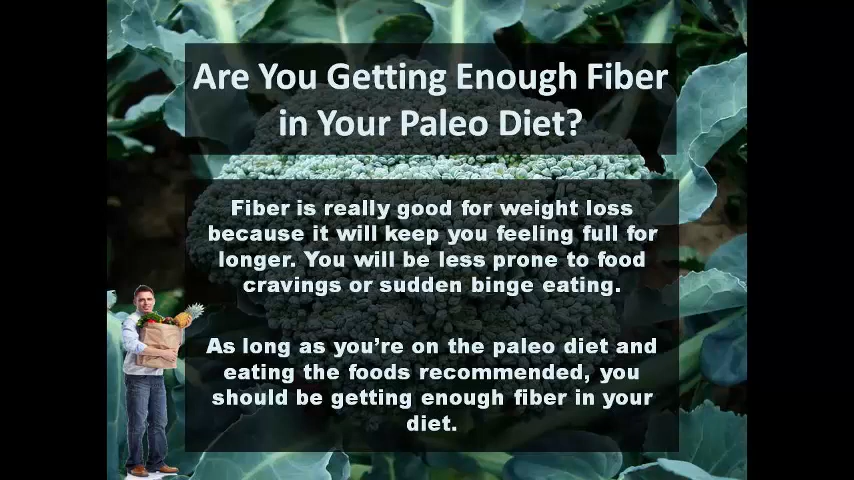 Are You Getting Enough Fiber
in Your Paleo Diet?
Fiber is really good for weight loss
because it will keep you feeling full for
longer. You will be less prone to food
cravings or sudden binge eating.
As long as you’re on the paleo diet and
eating the foods recommended, you
should be getting enough fiber in your
diet.